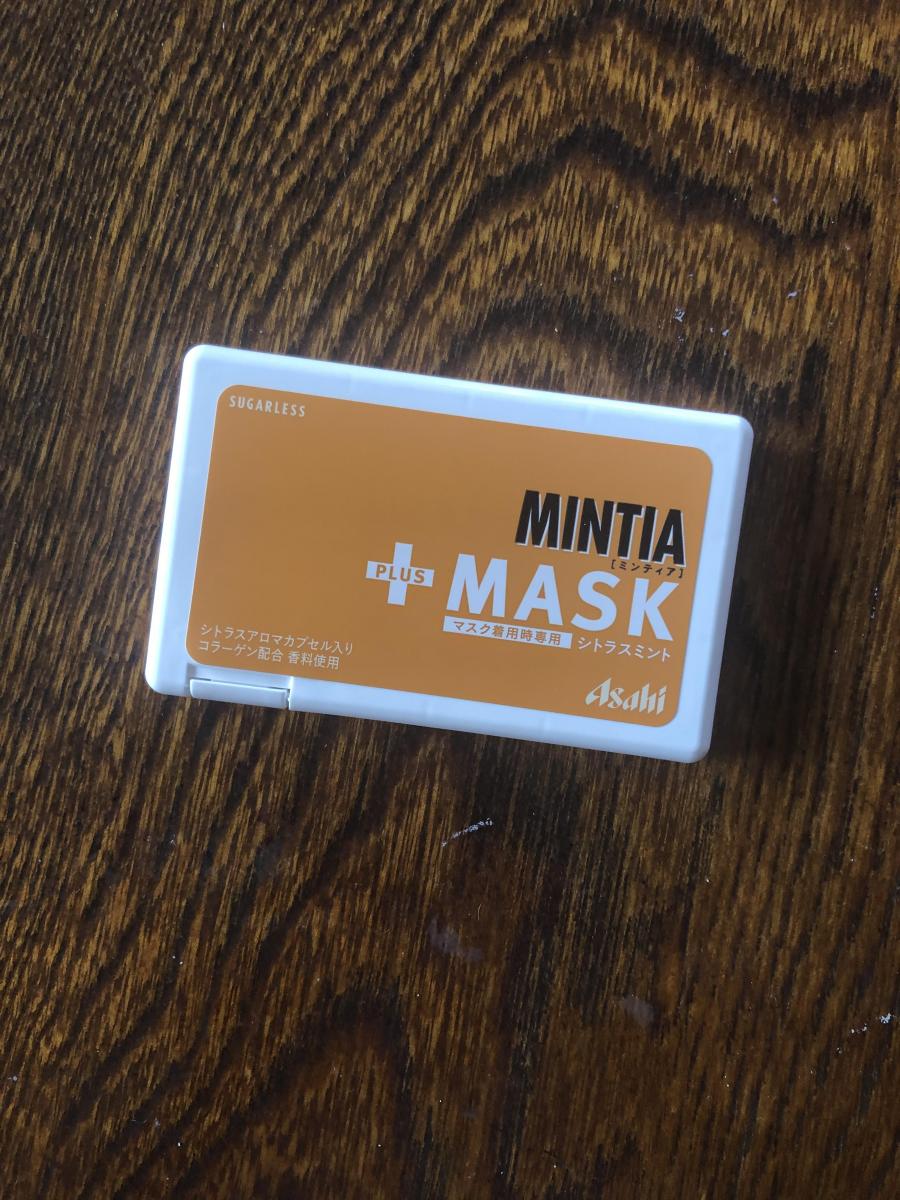 SUGARLESS
MINTIA
[ミンティア]
PLUS
MASK
マスク着用時専用 シトラスミント
シトラスアロマカプセル入り
コラーゲン配合 香料使用
Asahi